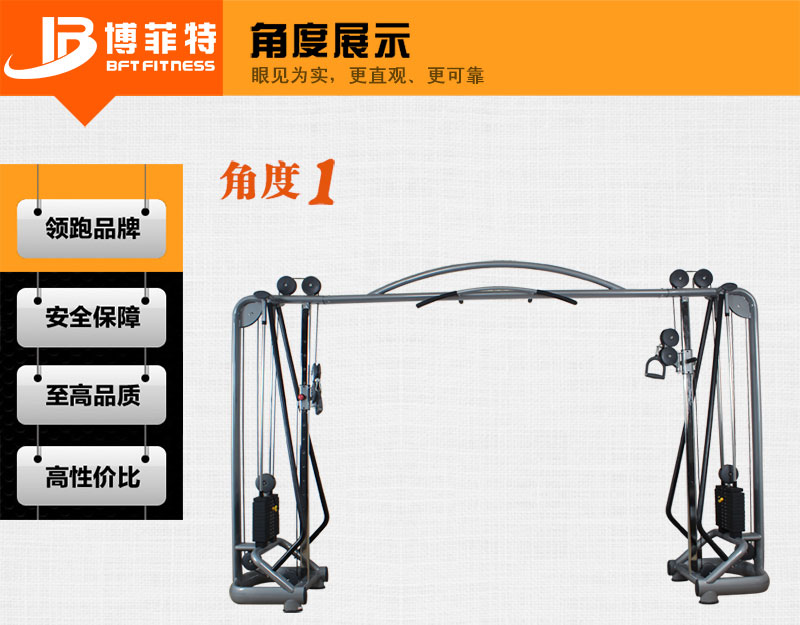 博菲特
BFT FITNESS
角度展示
眼见为实，更直观、更可靠
角度1
领跑品牌
安全保障
至高品质
高性价比